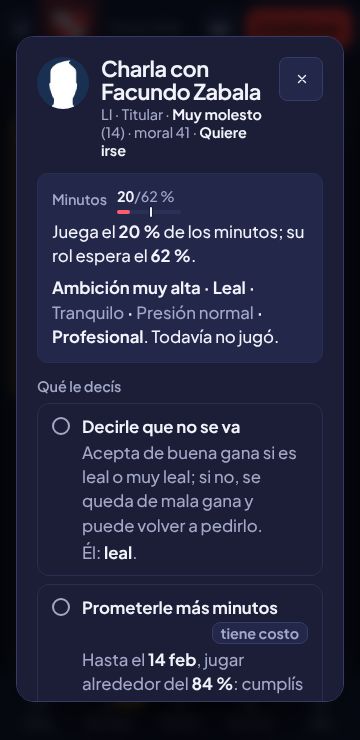 Charla con
Facundo Zabala
LI · Titular · Muy molesto
(14) · moral 41 · Quiere
irse
×
Minutos 20/62 %
Juega el 20 % de los minutos; su
rol espera el 62 %.
Ambición muy alta · Leal ·
Tranquilo · Presión normal ·
Profesional. Todavía no jugó.
Qué le decís
Decirle que no se va
Acepta de buena gana si es
leal o muy leal; si no, se
queda de mala gana y
puede volver a pedirlo.
Él: leal.
Prometerle más minutos
tiene costo
Hasta el 14 feb, jugar
alrededor del 84 %: cumplís